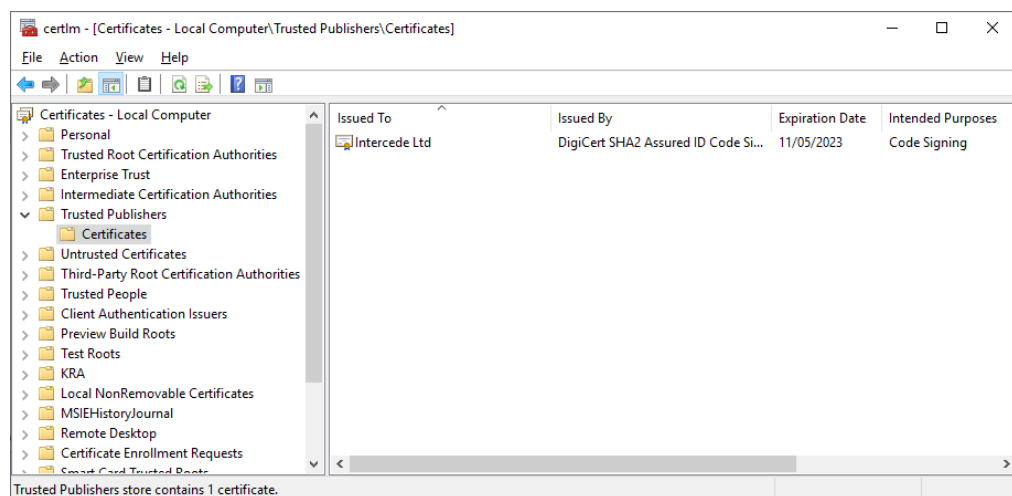 certlm - [Certificates - Local Computer\Trusted Publishers\Certificates]
File Action View Help
Certificates - Local Computer
Personal
Trusted Root Certification Authorities
Enterprise Trust
Intermediate Certification Authorities
Trusted Publishers
Certificates
Untrusted Certificates
Third-Party Root Certification Authorities
Trusted People
Client Authentication Issuers
Preview Build Roots
Test Roots
KRA
Local NonRemovable Certificates
MSIEHistoryJournal
Remote Desktop
Certificate Enrollment Requests
Smart Card Trusted Roots
Issued To Issued By Expiration Date Intended Purposes
Intercede Ltd DigiCert SHA2 Assured ID Code Si... 11/05/2023 Code Signing
Trusted Publishers store contains 1 certificate.